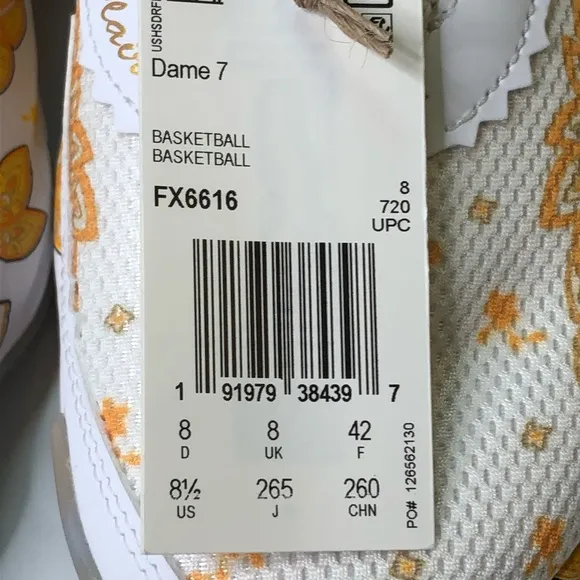 USHSDRFI
Dame 7
BASKETBALL
BASKETBALL
FX6616
8
720
UPC
1 91979 38439 7
8 8 42
D UK F
8½ 265 260
US J CHN
PO# 126562130